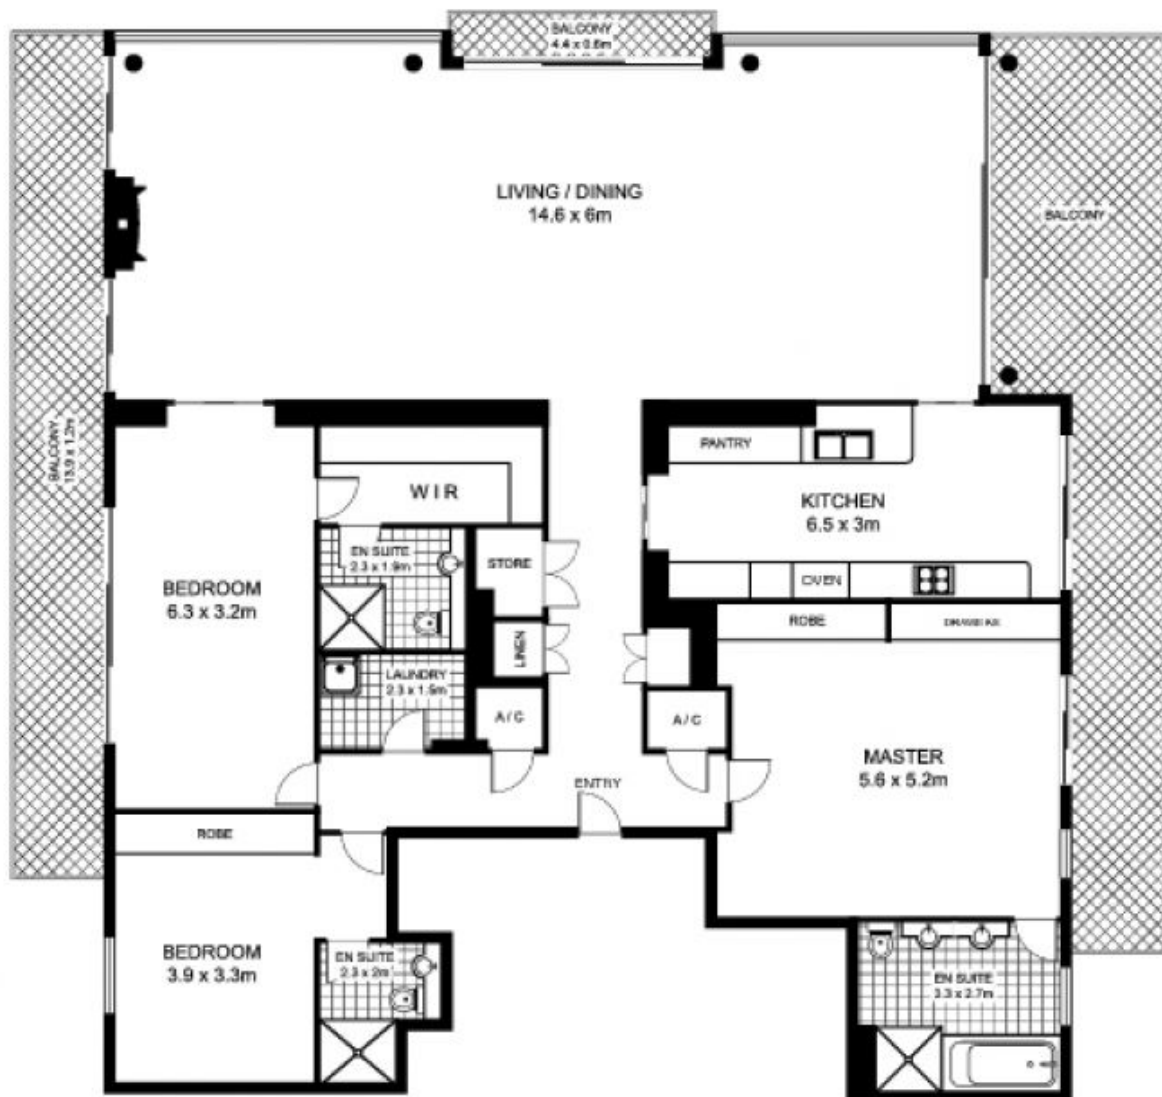 BALCONY
4.4 x 0.6m
LIVING / DINING
14.6 x 6m
BALCONY
BALCONY
13.9 x 1.2m
PANTRY
W I R
KITCHEN
6.5 x 3m
EN SUITE
2.3 x 1.9m
STORE
BEDROOM
6.3 x 3.2m
OVEN
ROBE
LINEN
LAUNDRY
2.3 x 1.5m
A / C
A / C
MASTER
5.6 x 5.2m
ENTRY
ROBE
BEDROOM
3.9 x 3.3m
EN SUITE
2.3 x 2m
EN SUITE
3.3 x 2.7m